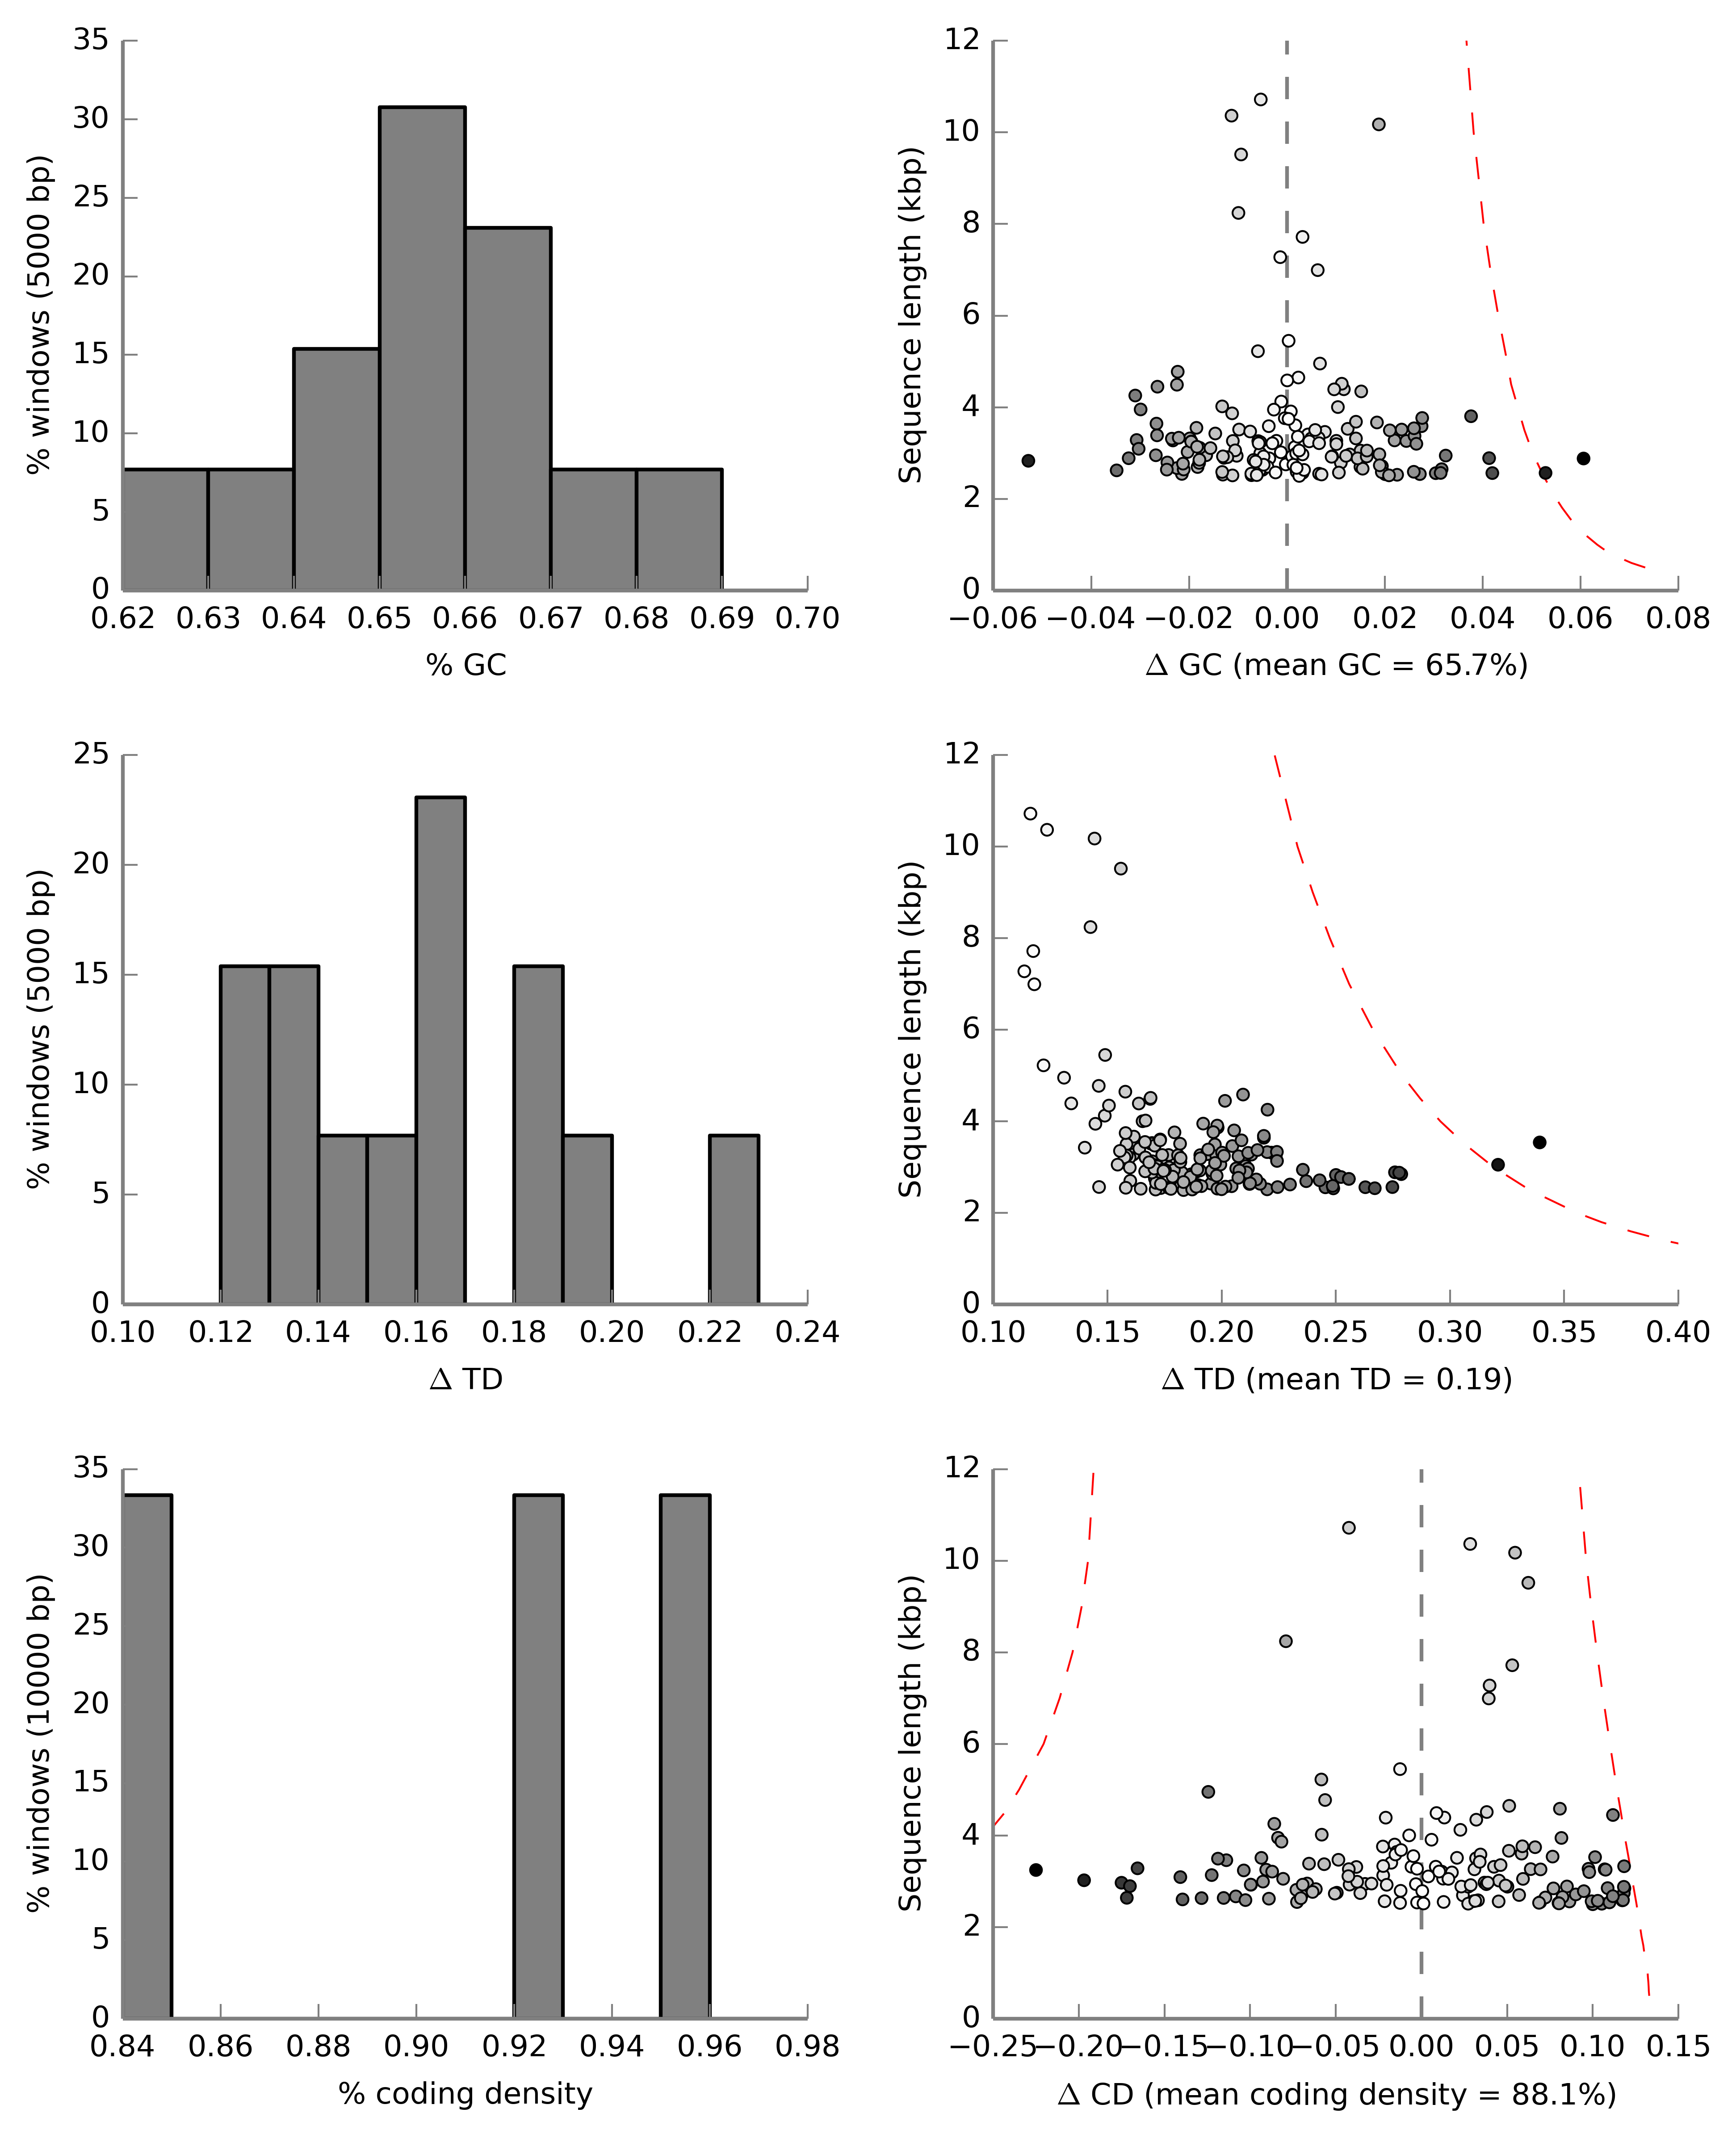 35
30
25
20
15
10
5
0
% windows (5000 bp)
0.62 0.63 0.64 0.65 0.66 0.67 0.68 0.69 0.70
% GC
12
10
8
6
4
2
0
Sequence length (kbp)
−0.06 −0.04 −0.02 0.00 0.02 0.04 0.06 0.08
Δ GC (mean GC = 65.7%)
25
20
15
10
5
0
% windows (5000 bp)
0.10 0.12 0.14 0.16 0.18 0.20 0.22 0.24
Δ TD
12
10
8
6
4
2
0
Sequence length (kbp)
0.10 0.15 0.20 0.25 0.30 0.35 0.40
Δ TD (mean TD = 0.19)
35
30
25
20
15
10
5
0
% windows (10000 bp)
0.84 0.86 0.88 0.90 0.92 0.94 0.96 0.98
% coding density
12
10
8
6
4
2
0
Sequence length (kbp)
−0.25 −0.20 −0.15 −0.10 −0.05 0.00 0.05 0.10 0.15
Δ CD (mean coding density = 88.1%)